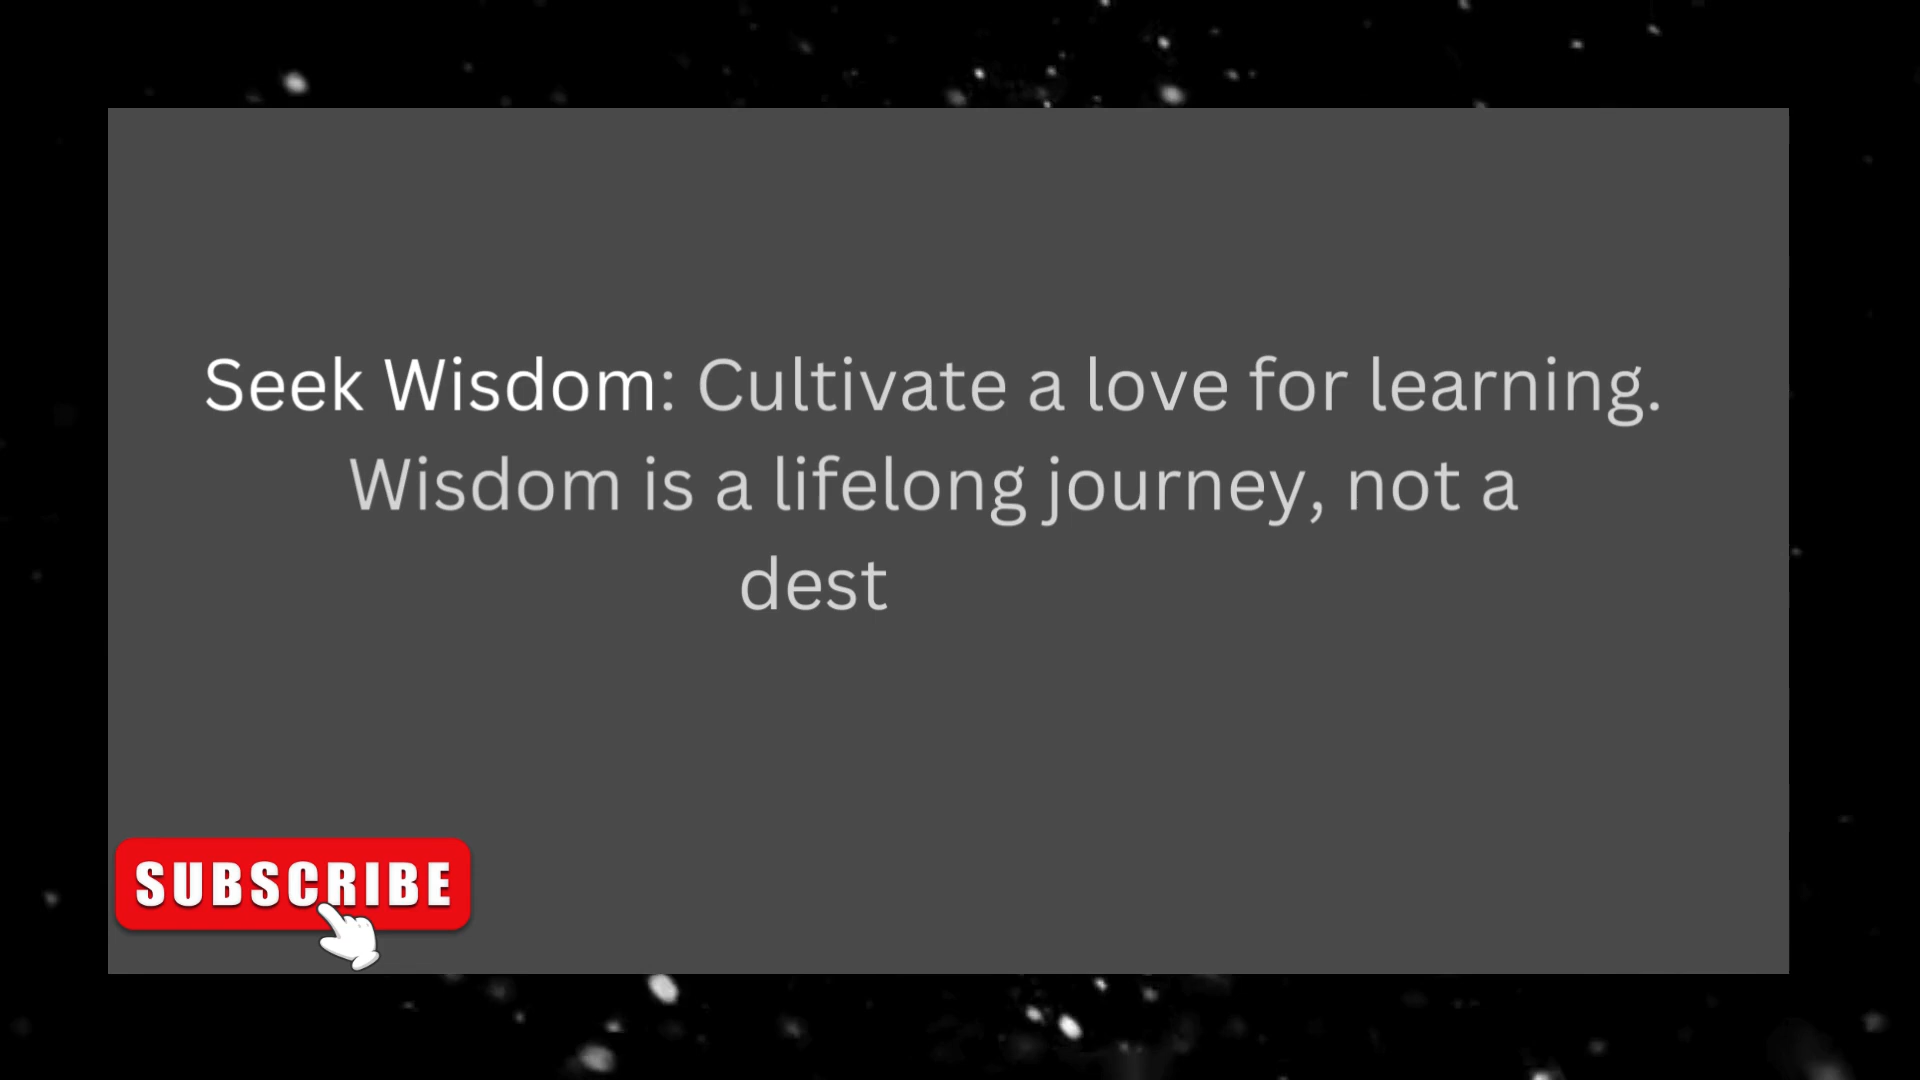 Seek Wisdom: Cultivate a love for learning.
Wisdom is a lifelong journey, not a
dest
SUBSCRIBE